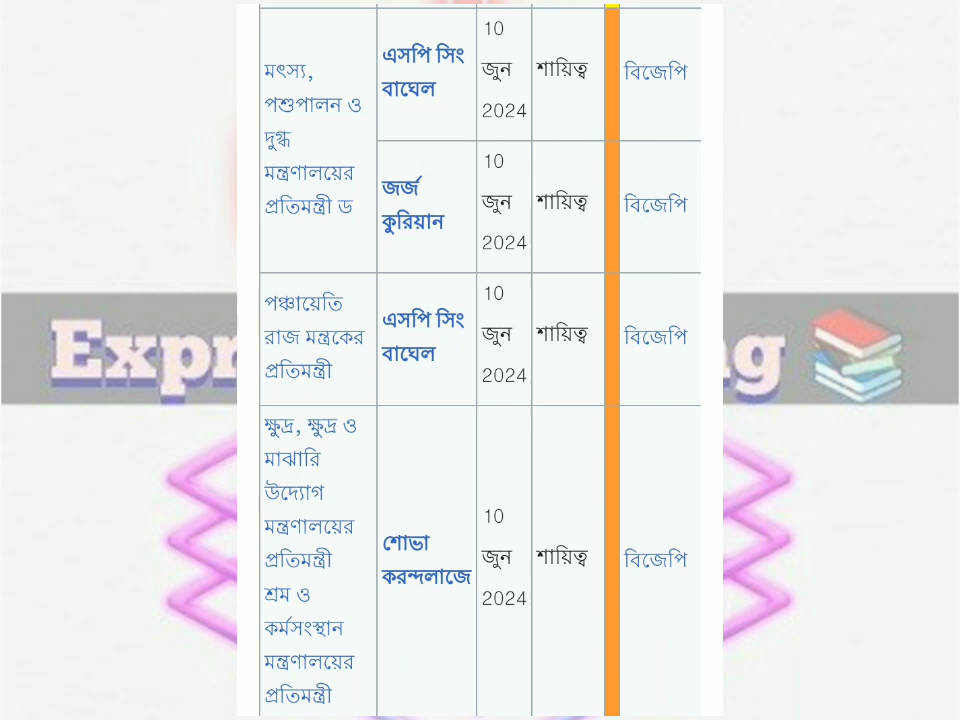 মৎস্য,
পশুপালন ও
দুগ্ধ
মন্ত্রণালয়ের
প্রতিমন্ত্রী ড
এসপি সিং
বাঘেল
10
জুন
2024
শায়িত্ব
বিজেপি
জর্জ
কুরিয়ান
10
জুন
2024
শায়িত্ব
বিজেপি
পঞ্চায়েতি
রাজ মন্ত্রকের
প্রতিমন্ত্রী
এসপি সিং
বাঘেল
10
জুন
2024
শায়িত্ব
বিজেপি
ক্ষুদ্র, ক্ষুদ্র ও
মাঝারি
উদ্যোগ
মন্ত্রণালয়ের
প্রতিমন্ত্রী
শ্রম ও
কর্মসংস্থান
মন্ত্রণালয়ের
প্রতিমন্ত্রী
শোভা
করন্দলাজে
10
জুন
2024
শায়িত্ব
বিজেপি
Expr
ng